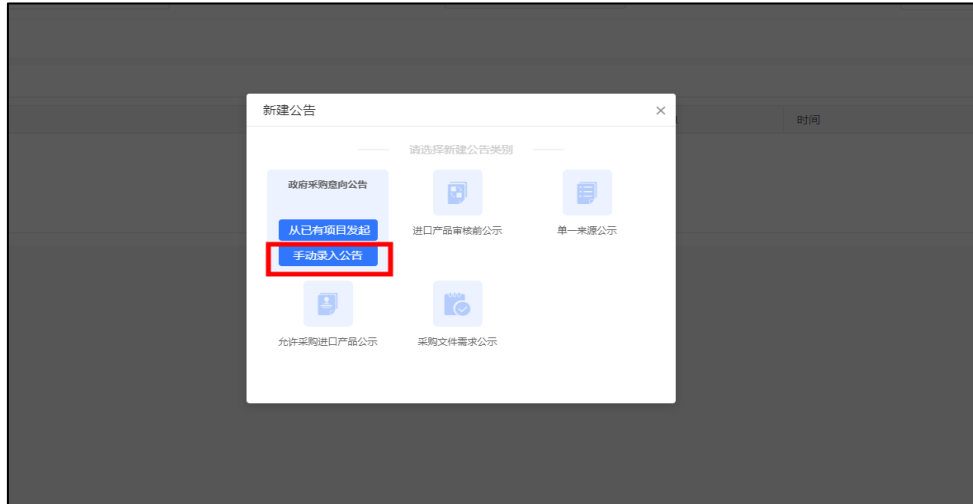 新建公告
时间
请选择新建公告类别
政府采购意向公告
从已有项目发起
手动录入公告
进口产品审核前公示
单一来源公示
允许采购进口产品公示
采购文件需求公示